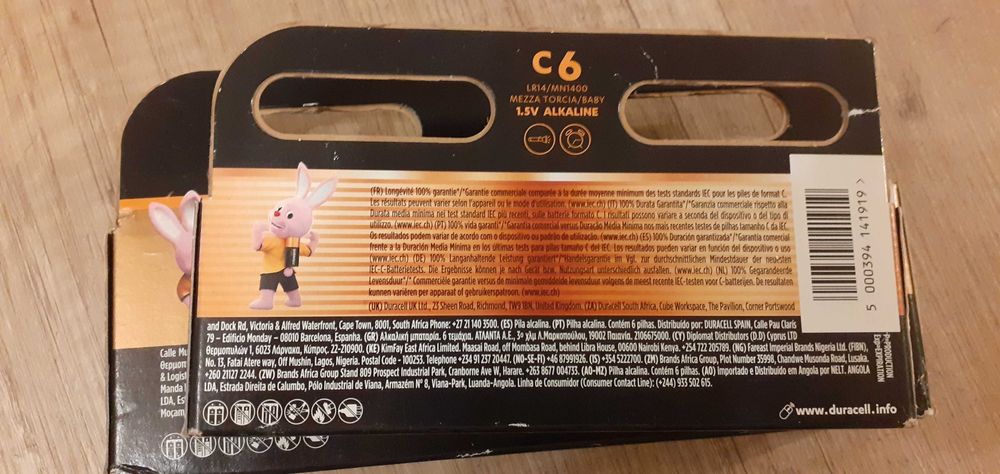 C6
LR14/MN1400
MEZZA TORCIA/BABY
1.5V ALKALINE
(FR) Longévité 100% garantie*/*Garantie commerciale comparée à la durée moyenne minimum des tests standards IEC pour les piles de format C.
Les résultats peuvent varier selon l'appareil ou le mode d'utilisation. (www.iec.ch) (IT) 100% Durata Garantita*/*Garanzia commerciale rispetto alla
Durata media minima nei test standard IEC più recenti, sulle batterie formato C. I risultati possono variare a seconda del dispositivo o del tipo di
utilizzo. (www.iec.ch) (PT) 100% vida garanti*/*Garantia comercial versus Duração Média Mínima nos mais recentes testes de pilhas tamanho C da IEC.
Os resultados podem variar de acordo com o dispositivo ou padrão de utilização. (www.iec.ch) (ES) 100% Duración garantizada*/*Garantía comercial
frente a la Duración Media Mínima en los últimos tests para pilas tamaño C del IEC. Los resultados pueden variar en función del dispositivo o uso
(www.iec.ch) (DE) 100% Langanhaltende Leistung garantiert*/*Handelsgarantie im Vgl. zur durchschnittlichen Mindestdauer der neusten
IEC-C-Batterietests. Die Ergebnisse können je nach Gerät bzw. Nutzungsart unterschiedlich ausfallen. (www.iec.ch) (NL) 100% Gegarandeerde
Levensduur*/* Commerciële garantie versus de minimale gemiddelde levensduur volgens de meest recente IEC-testen voor C-batterijen. De resultaten
kunnen variëren per apparaat of gebruikerspatroon. (www.iec.ch)
(UK) Duracell UK Ltd., 23 Sheen Road, Richmond, TW9 1BN, United Kingdom. (ZA) Duracell South Africa, Cube Workspace, The Pavilion, Corner Portswood
and Dock Rd, Victoria & Alfred Waterfront, Cape Town, 8001, South Africa Phone: +27 21 140 3500. (ES) Pila alcalina. (PT) Pilha alcalina. Contém 6 pilhas. Distribuido por: DURACELL SPAIN, Calle Pau Claris
79 – Edificio Monday – 08010 Barcelona, España. (GR) Αλκαλική μπαταρία. 6 τεμάχια. ΑΤΛΑΝΤΑ Α.Ε., 3ο χλμ Λ.Μαρκοπούλου, 19002 Παιανία. 2106675000. (CY) Diplomat Distributors (D.D) Cyprus LTD
Θερμοπυλών 1, 6023 Λάρνακα, Κύπρος. 22-210900. (KE) KimFay East Africa Limited. Maasai Road, off Mombasa Road, behind Libra House, 00610 Nairobi Kenya. +254 722 205789. (NG) Fareast Imperial Brands Nigeria Ltd. (FIBN),
No. 13, Fatai Atere way, Off Mushin, Lagos, Nigeria. Postal Code - 100253. Telephone +234 91 237 20447. (NO-SE-FI) +46 87991926. (IS) +354 5222700. (ZM) Brands Africa Group, Plot Number 35998, Chandwe Musonda Road, Lusaka.
+260 21127 2244. (ZW) Brands Africa Group Stand 809 Prospect Industrial Park, Cranborne Ave W, Harare. +263 8677 004733. (AO-MZ) Pilha alcalina. Contém 6 pilhas. (AO) Importado e Distribuido em Angola por NELT. ANGOLA
LDA, Estrada Direita de Calumbo, Pólo Industrial de Viana, Armazém Nº 8, Viana-Park, Luanda-Angola. Linha de Consumidor (Consumer Contact Line): (+244) 933 502 615.
www.duracell.info
5 000394 141919 >
Calle Mu
Θερμοπ
& Logist
Manda
LDA, Est
Moçam
PRODUCTION
EXPIRATION